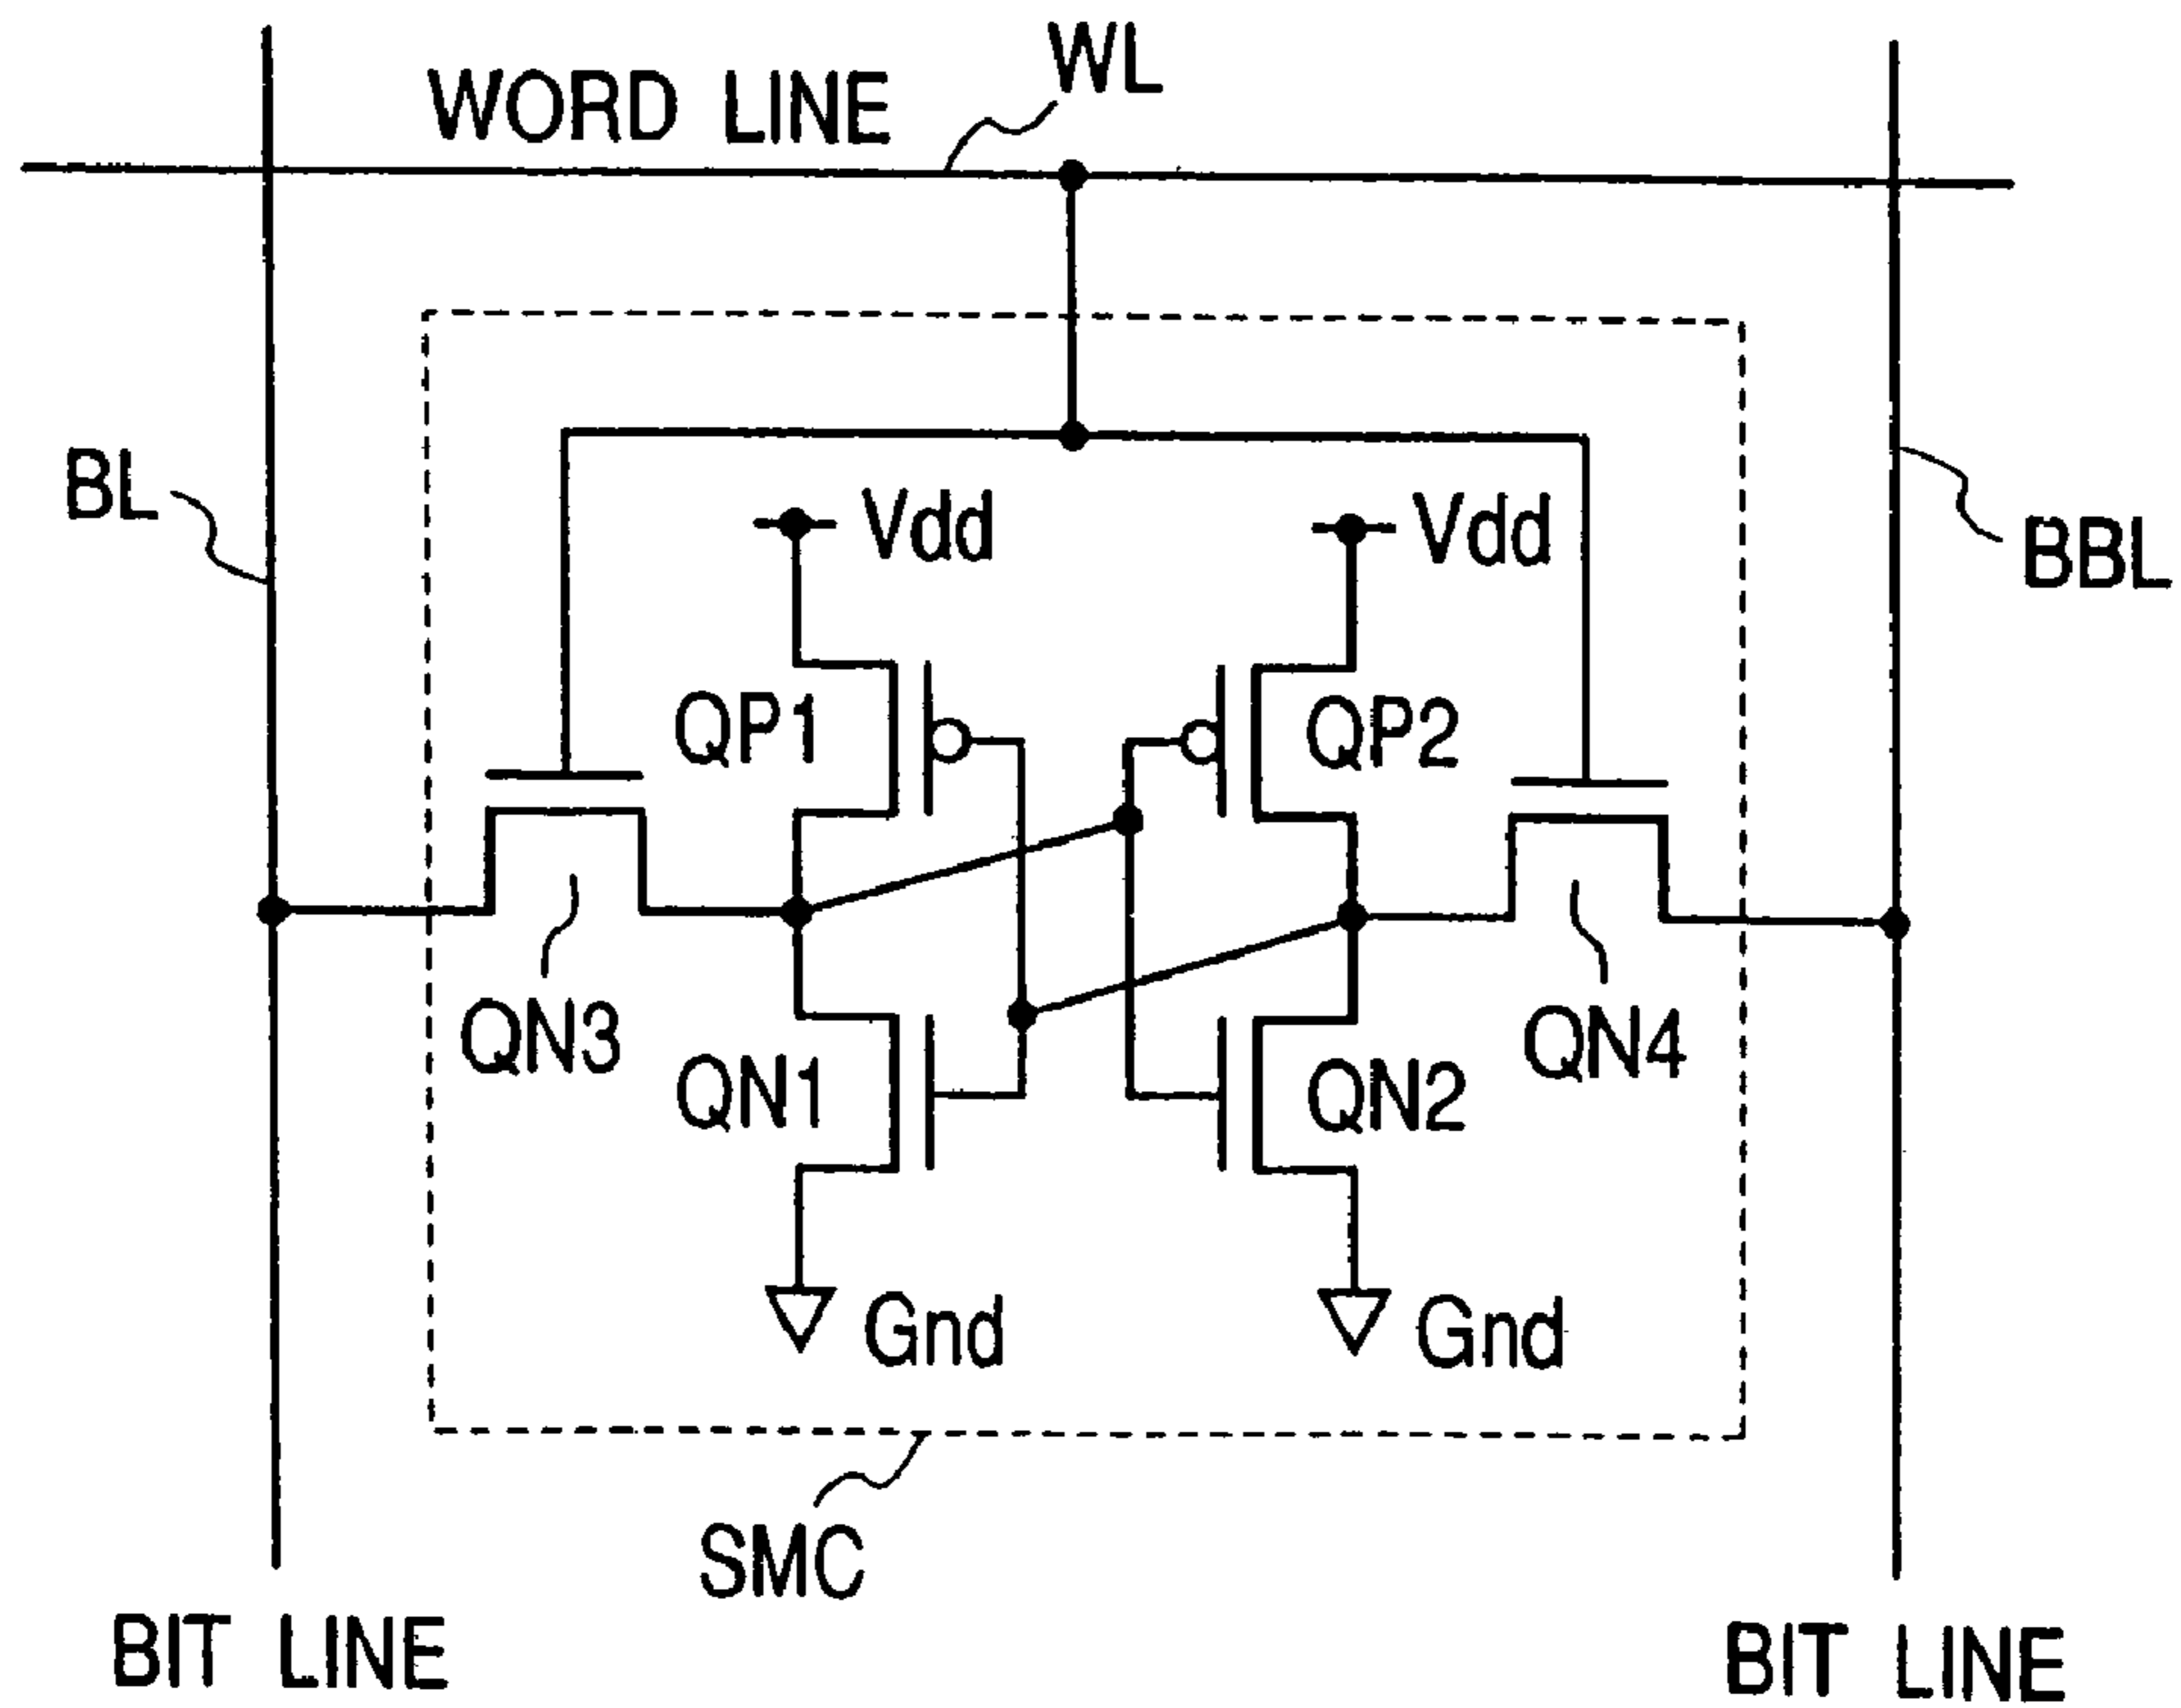 WL
WORD LINE
BL
Vdd
Vdd
BBL
QP1
QP2
QN3
QN4
QN1
QN2
Gnd
Gnd
SMC
BIT LINE
BIT LINE